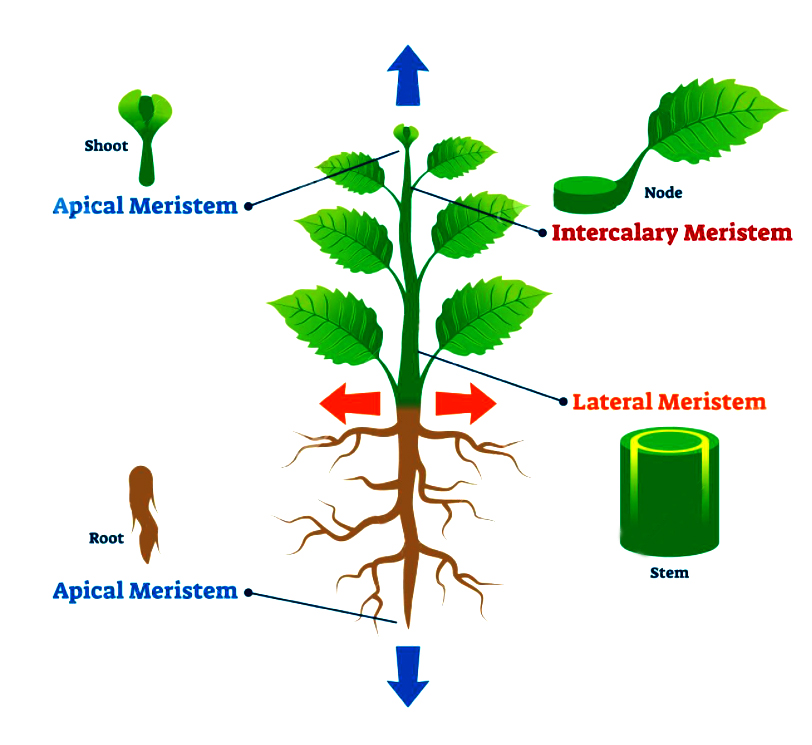 Shoot
Apical Meristem
Node
Intercalary Meristem
Lateral Meristem
Root
Apical Meristem
Stem